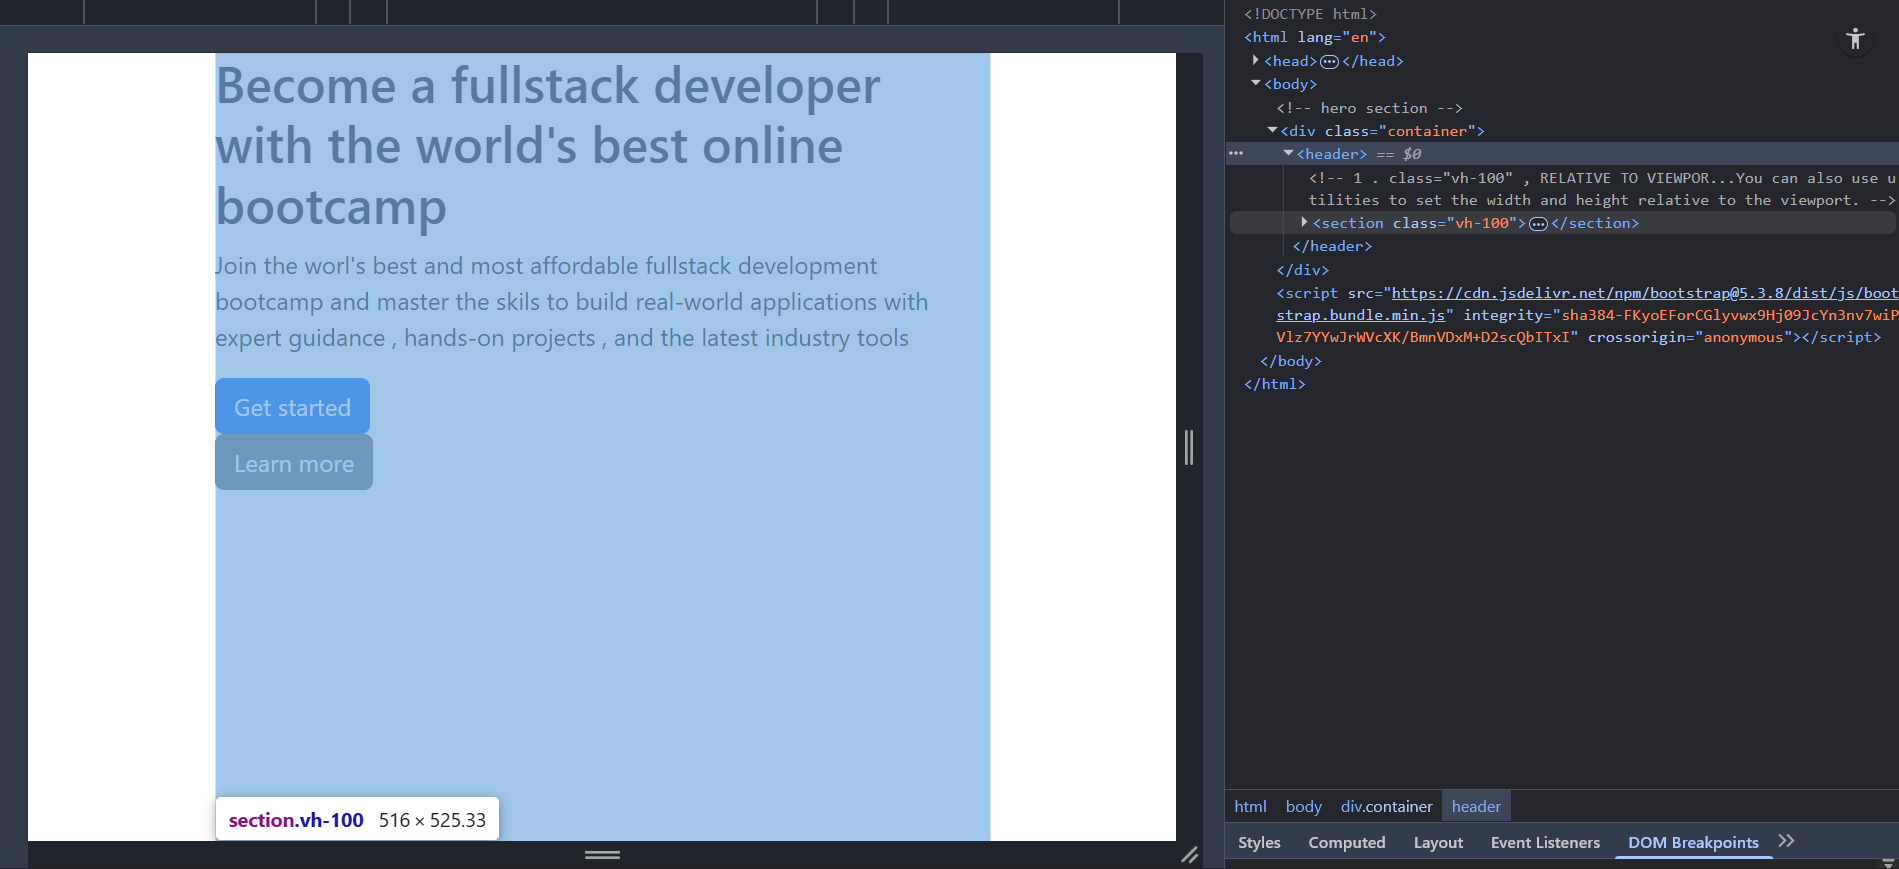 Become a fullstack developer
with the world's best online
bootcamp
Join the worl's best and most affordable fullstack development
bootcamp and master the skils to build real-world applications with
expert guidance , hands-on projects , and the latest industry tools
Get started
Learn more
section.vh-100 516 × 525.33
<!DOCTYPE html>
<html lang="en">
<head>⋯</head>
<body>
<!-- hero section -->
<div class="container">
<header> == $0
<!-- 1 . class="vh-100" , RELATIVE TO VIEWPOR...You can also use u
tilities to set the width and height relative to the viewport. -->
<section class="vh-100">⋯</section>
</header>
</div>
<script src="https://cdn.jsdelivr.net/npm/bootstrap@5.3.8/dist/js/boot
strap.bundle.min.js" integrity="sha384-FKyoEForCGlyvwx9Hj09JcYn3nv7wiP
Vlz7YYwJrWVcXK/BmnVDxM+D2scQbITxI" crossorigin="anonymous"></script>
</body>
</html>
html body div.container header
Styles Computed Layout Event Listeners DOM Breakpoints